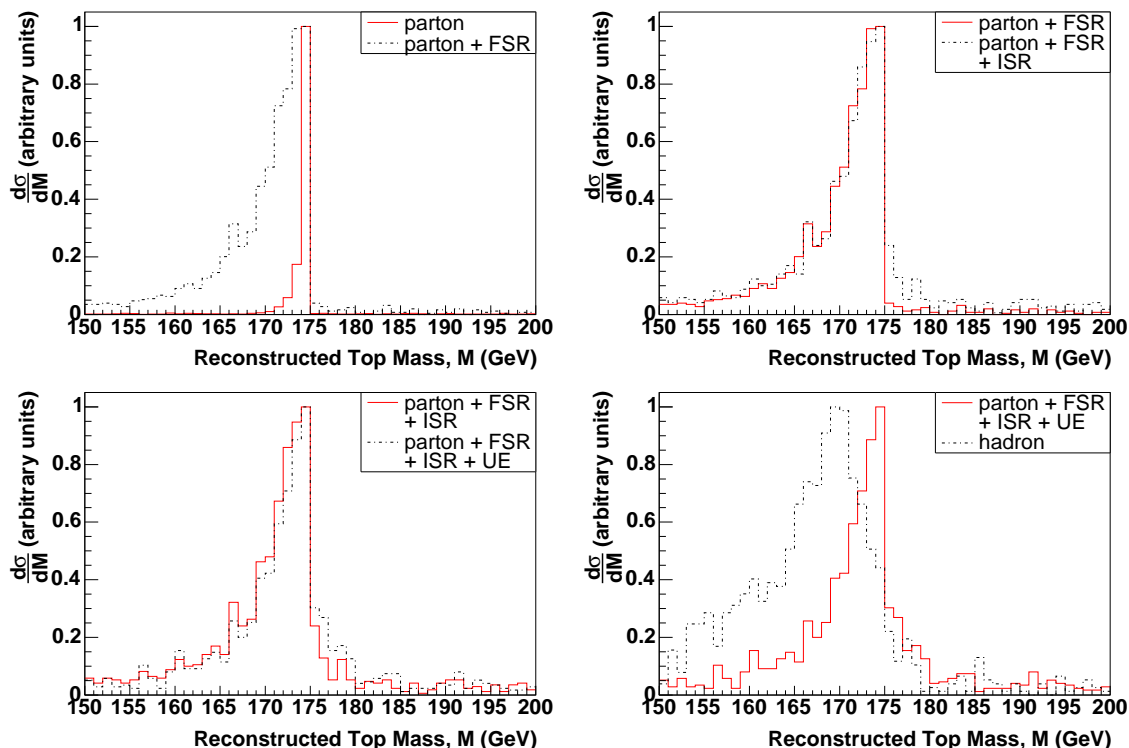 parton
parton + FSR
dσ
dM (arbitrary units)
1
0.8
0.6
0.4
0.2
0
150 155 160 165 170 175 180 185 190 195 200
Reconstructed Top Mass, M (GeV)
parton + FSR
parton + FSR
+ ISR
dσ
dM (arbitrary units)
1
0.8
0.6
0.4
0.2
0
150 155 160 165 170 175 180 185 190 195 200
Reconstructed Top Mass, M (GeV)
parton + FSR
+ ISR
parton + FSR
+ ISR + UE
dσ
dM (arbitrary units)
1
0.8
0.6
0.4
0.2
0
150 155 160 165 170 175 180 185 190 195 200
Reconstructed Top Mass, M (GeV)
parton + FSR
+ ISR + UE
hadron
dσ
dM (arbitrary units)
1
0.8
0.6
0.4
0.2
0
150 155 160 165 170 175 180 185 190 195 200
Reconstructed Top Mass, M (GeV)